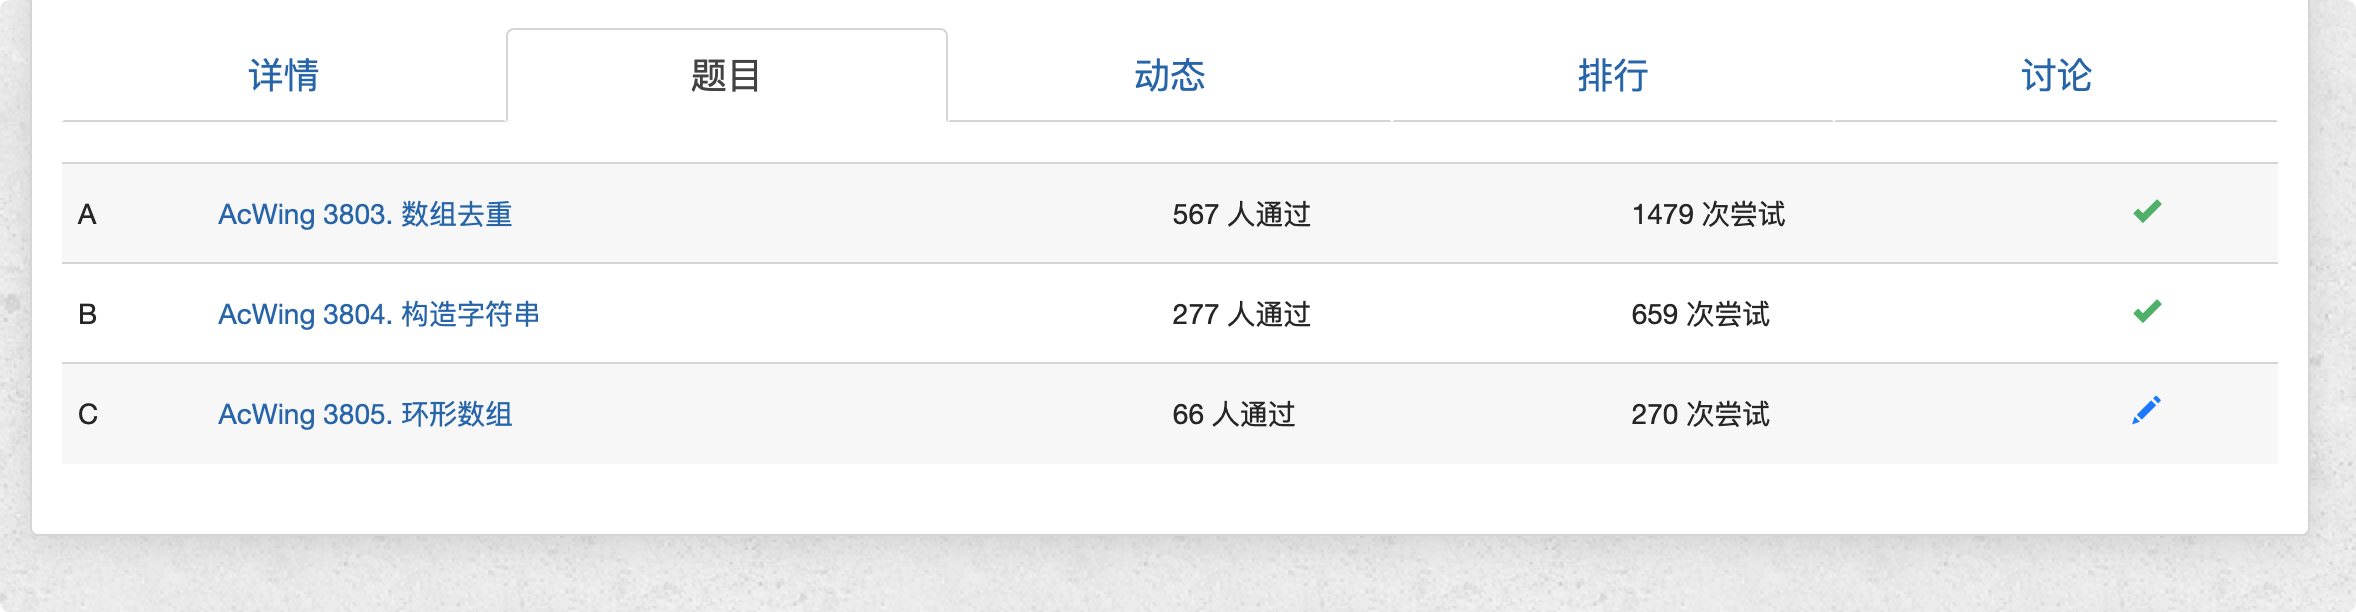 详情 题目 动态 排行 讨论
A AcWing 3803. 数组去重 567 人通过 1479 次尝试
B AcWing 3804. 构造字符串 277 人通过 659 次尝试
C AcWing 3805. 环形数组 66 人通过 270 次尝试